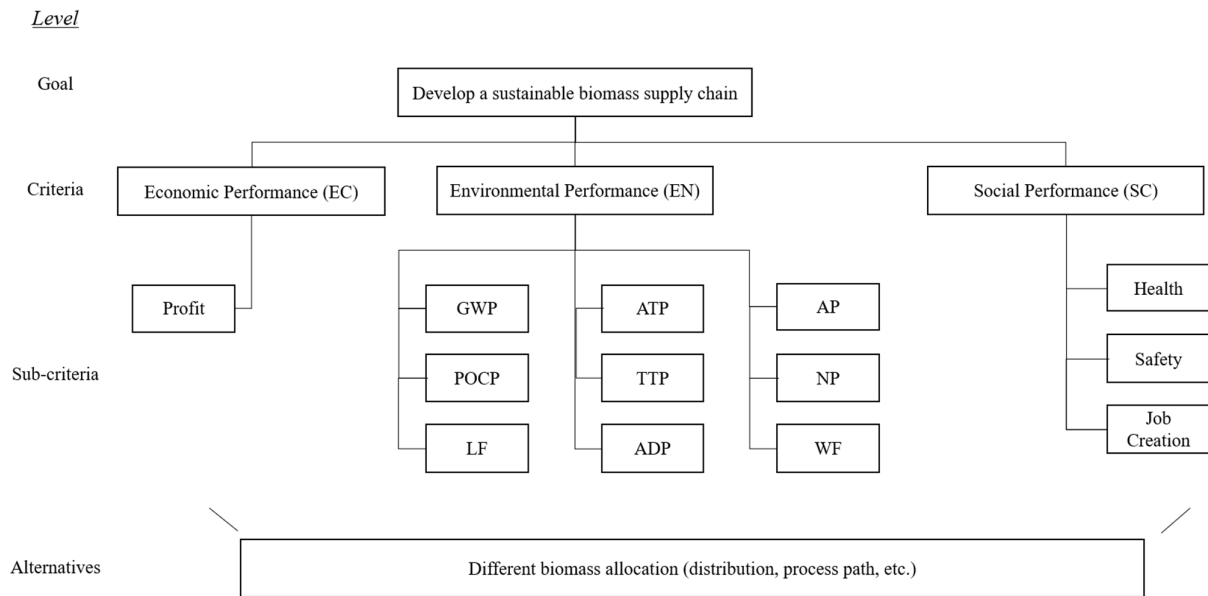 Level
Goal
Develop a sustainable biomass supply chain
Criteria
Economic Performance (EC)
Environmental Performance (EN)
Social Performance (SC)
Profit
GWP
ATP
AP
Health
Sub-criteria
POCP
TTP
NP
Safety
LF
ADP
WF
Job
Creation
Alternatives
Different biomass allocation (distribution, process path, etc.)